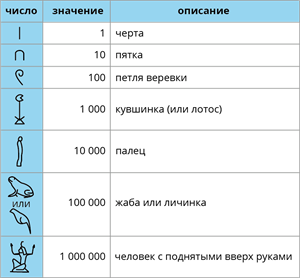 число значение описание
1 черта
10 пятка
100 петля веревки
1 000 кувшинка (или лотос)
10 000 палец
или 100 000 жаба или личинка
1 000 000 человек с поднятыми вверх руками